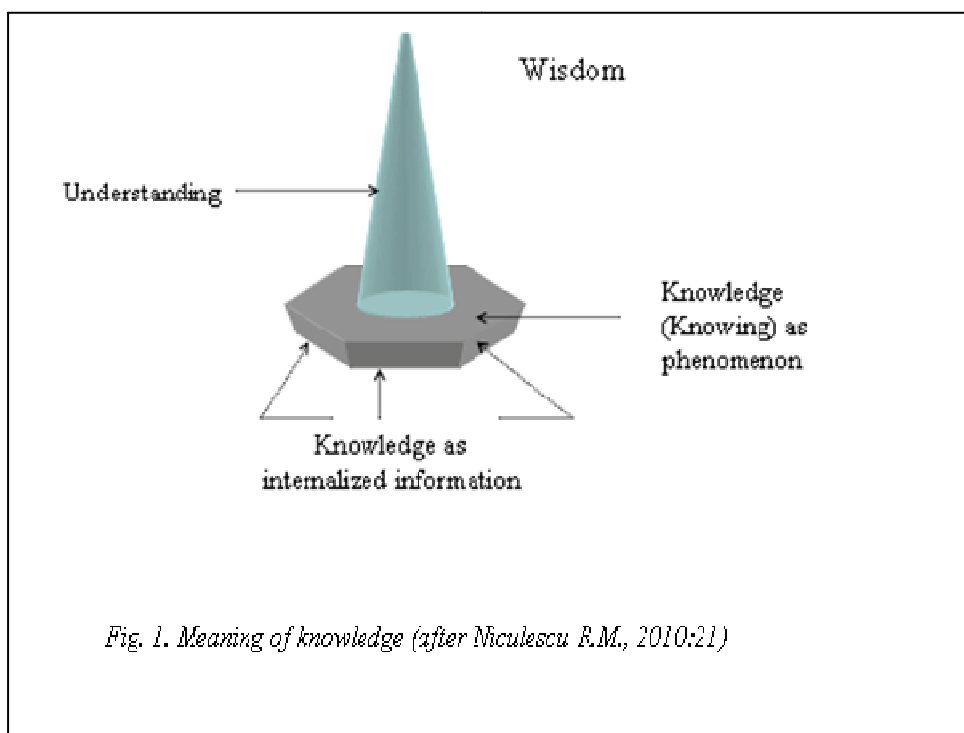 Wisdom
Understanding
Knowledge
(Knowing) as
phenomenon
Knowledge as
internalized information
Fig. 1. Meaning of knowledge (after Niculescu R.M., 2010:21)